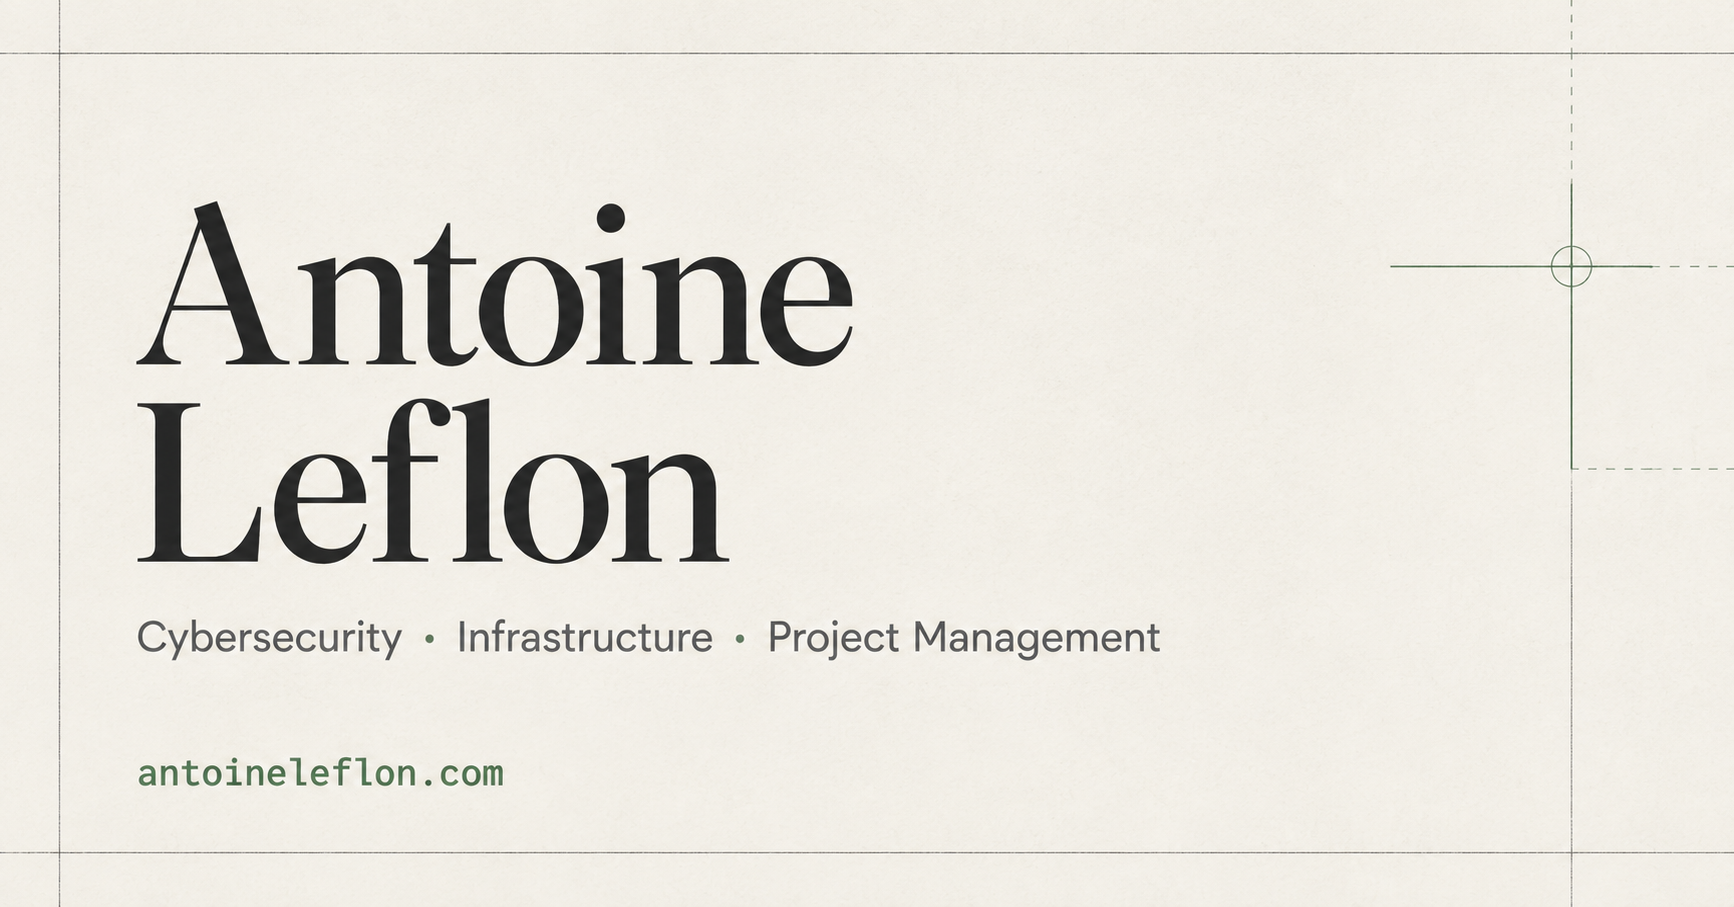 Antoine
Leflon
Cybersecurity • Infrastructure • Project Management
antoineleflon.com